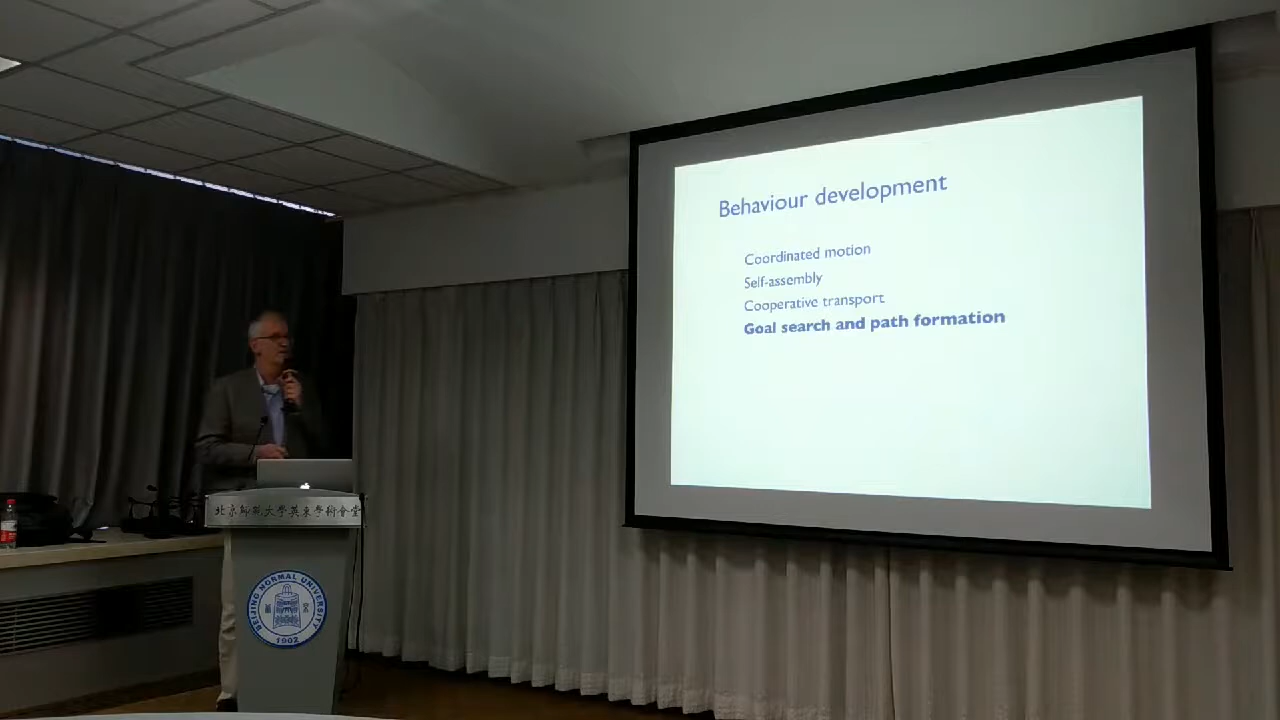 Behaviour development
Coordinated motion
Self-assembly
Cooperative transport
Goal search and path formation
北京師範大學英東學術會堂
BEIJING NORMAL UNIVERSITY
1902